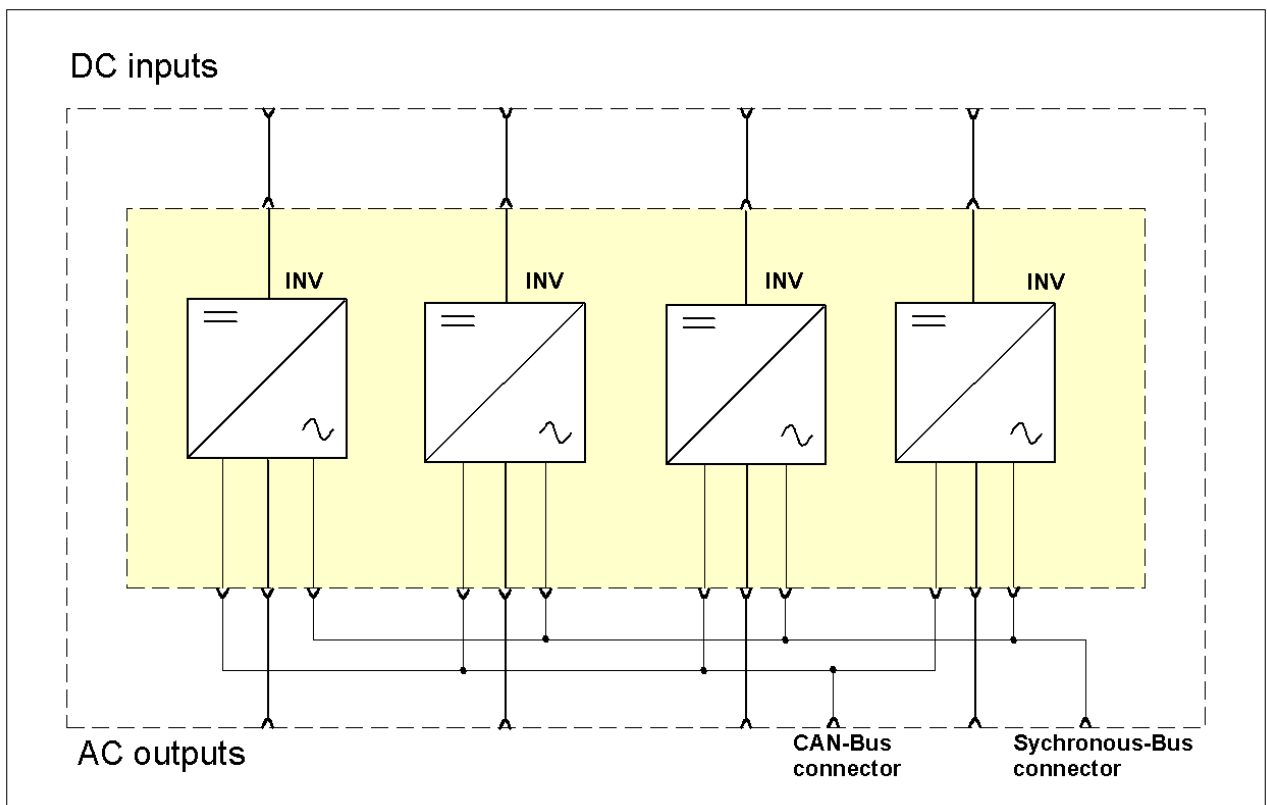 DC inputs
INV INV INV INV
AC outputs
CAN-Bus
connector
Sychronous-Bus
connector